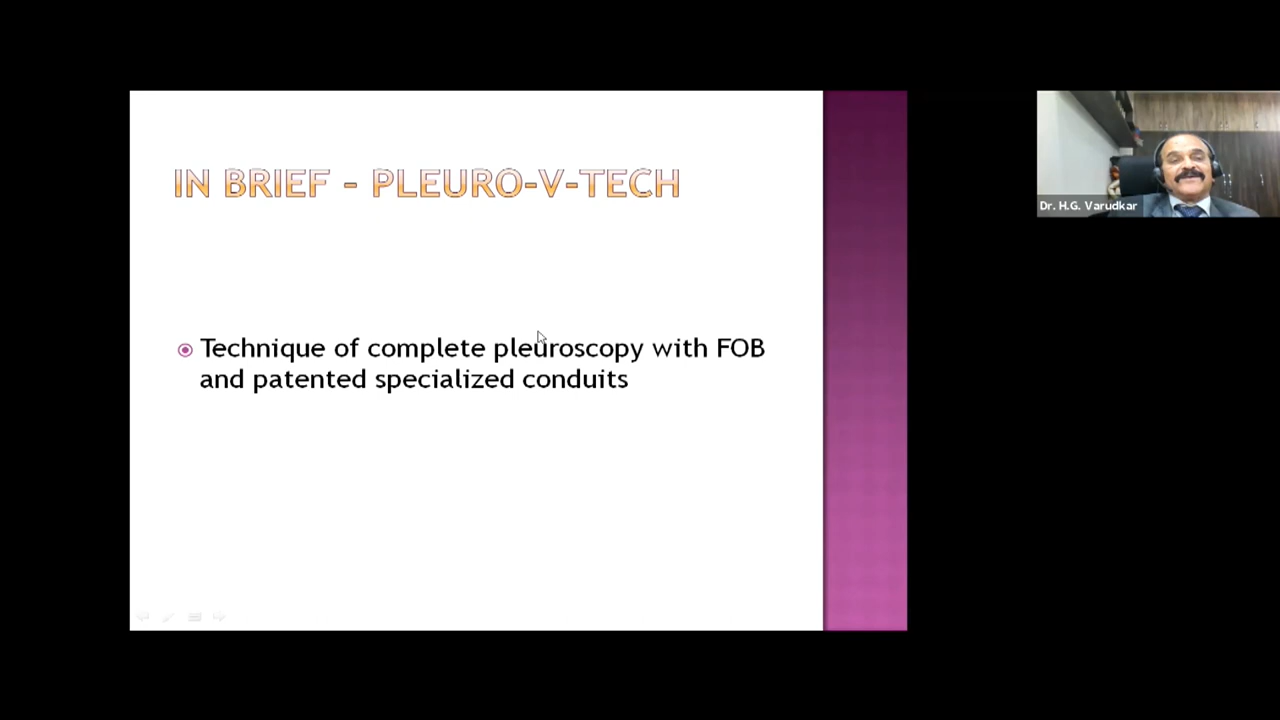 IN BRIEF - PLEURO-V-TECH
Technique of complete pleuroscopy with FOB
and patented specialized conduits
Dr. H.G. Varudkar